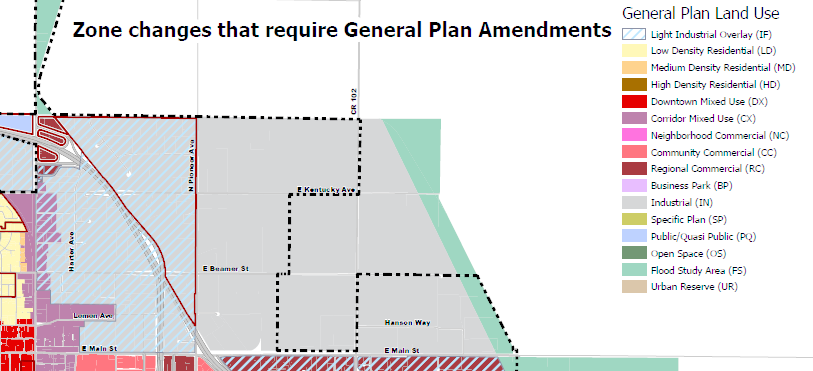 Zone changes that require General Plan Amendments
General Plan Land Use
Light Industrial Overlay (IF)
Low Density Residential (LD)
Medium Density Residential (MD)
High Density Residential (HD)
Downtown Mixed Use (DX)
Corridor Mixed Use (CX)
Neighborhood Commercial (NC)
Community Commercial (CC)
Regional Commercial (RC)
Business Park (BP)
Industrial (IN)
Specific Plan (SP)
Public/Quasi Public (PQ)
Open Space (OS)
Flood Study Area (FS)
Urban Reserve (UR)
CR 102
N Pioneer Ave
E Kentucky Ave
Harter Ave
E Beamer St
Lemen Ave
Hanson Way
E Main St
E Main St